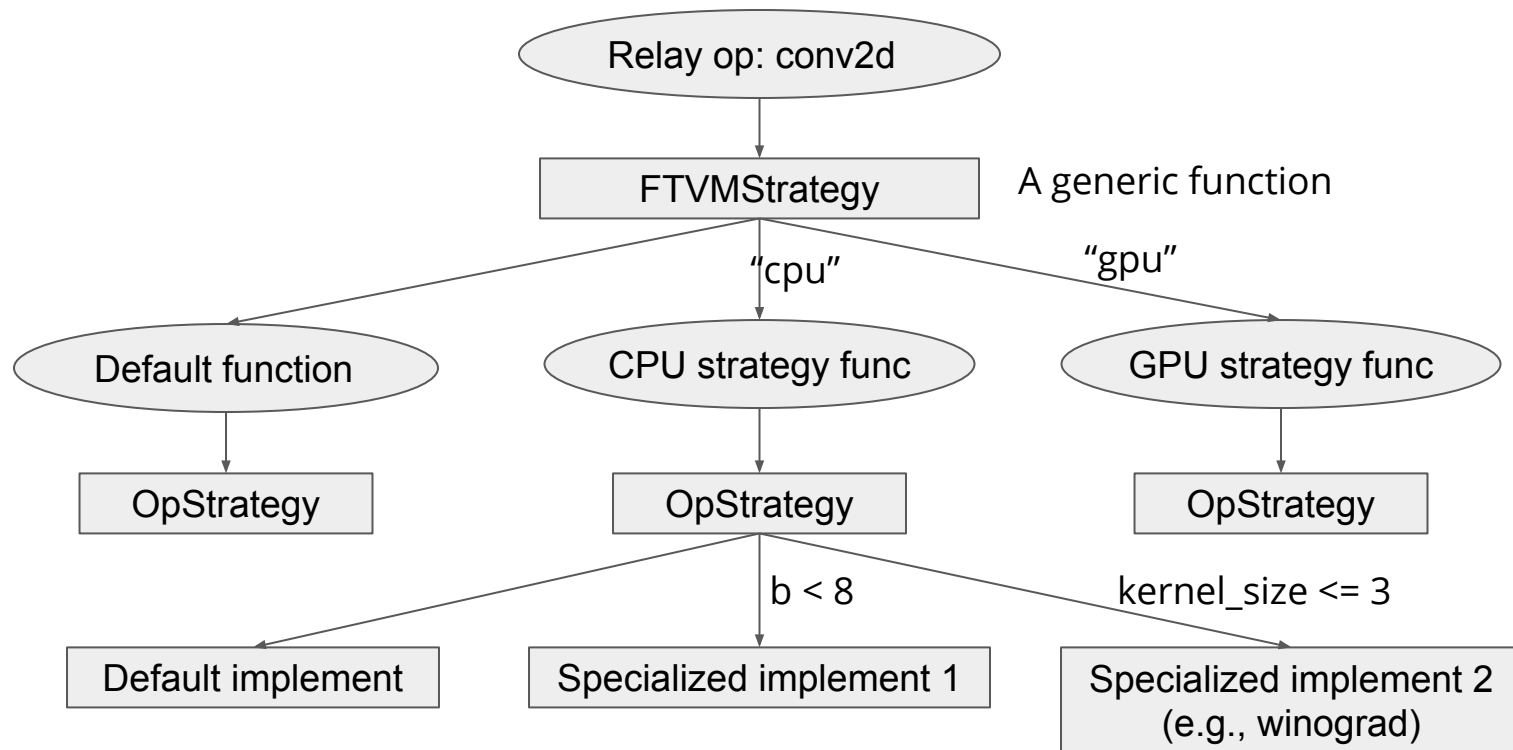 Relay op: conv2d
FTVMStrategy
A generic function
“cpu”
“gpu”
Default function
CPU strategy func
GPU strategy func
OpStrategy
OpStrategy
OpStrategy
b < 8
kernel_size <= 3
Default implement
Specialized implement 1
Specialized implement 2
(e.g., winograd)